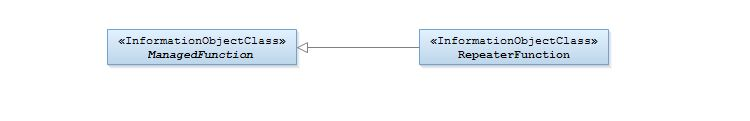 «InformationObjectClass»
ManagedFunction
«InformationObjectClass»
RepeaterFunction